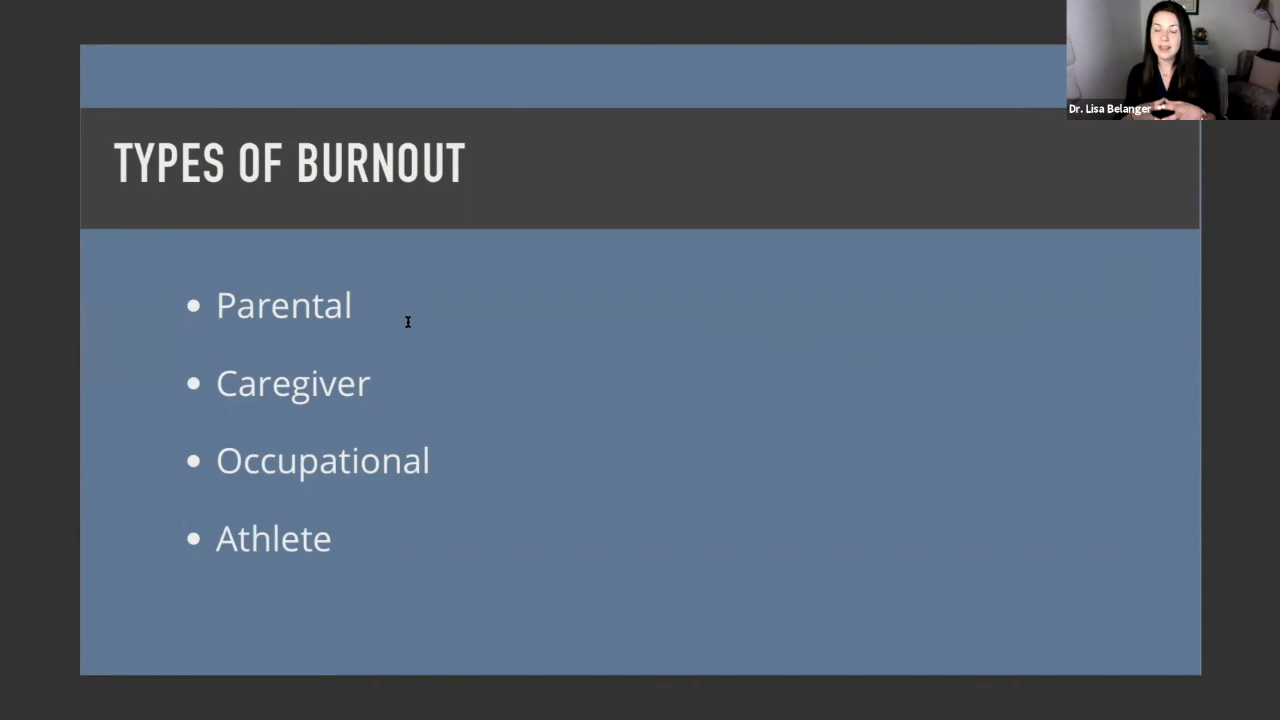 Dr. Lisa Belanger
TYPES OF BURNOUT
• Parental
• Caregiver
• Occupational
• Athlete